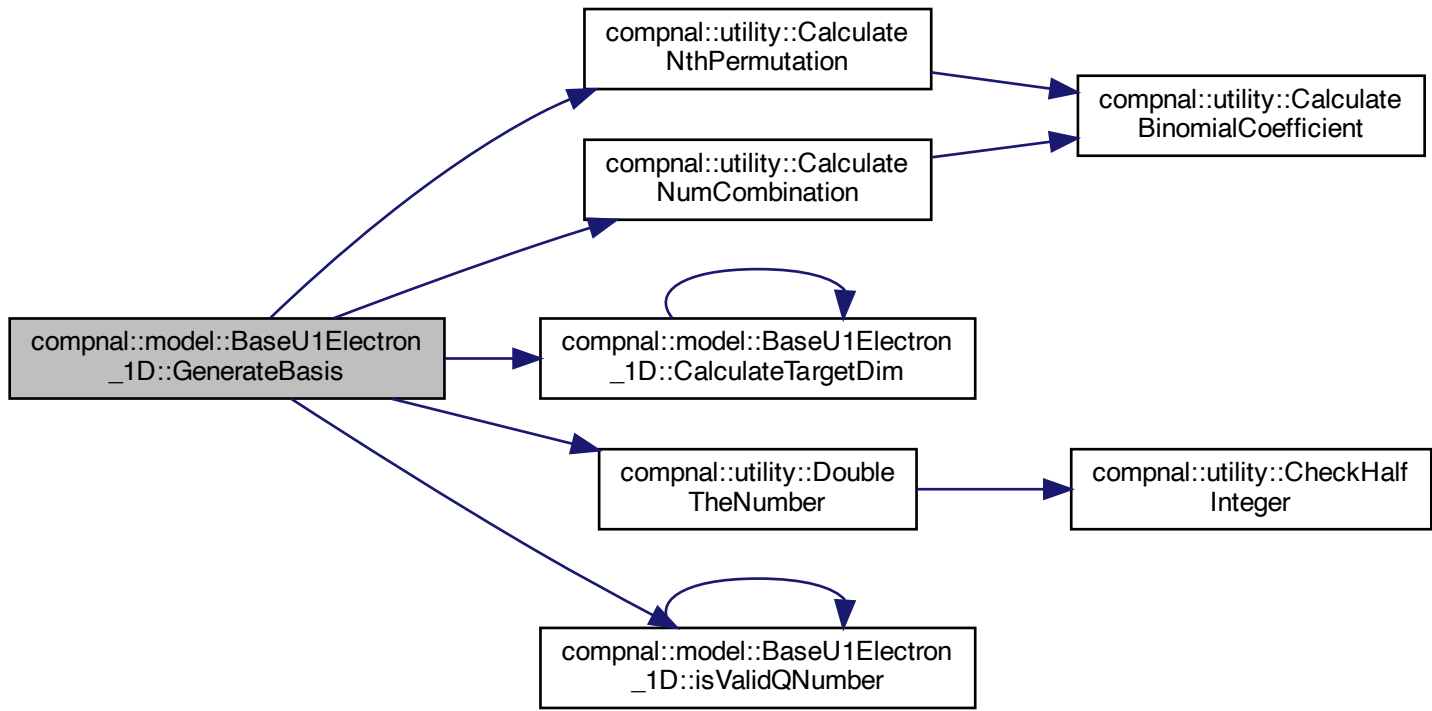 compnal::utility::Calculate
NthPermutation
compnal::utility::Calculate
BinomialCoefficient
compnal::utility::Calculate
NumCombination
compnal::model::BaseU1Electron
_1D::GenerateBasis
compnal::model::BaseU1Electron
_1D::CalculateTargetDim
compnal::utility::Double
TheNumber
compnal::utility::CheckHalf
Integer
compnal::model::BaseU1Electron
_1D::isValidQNumber